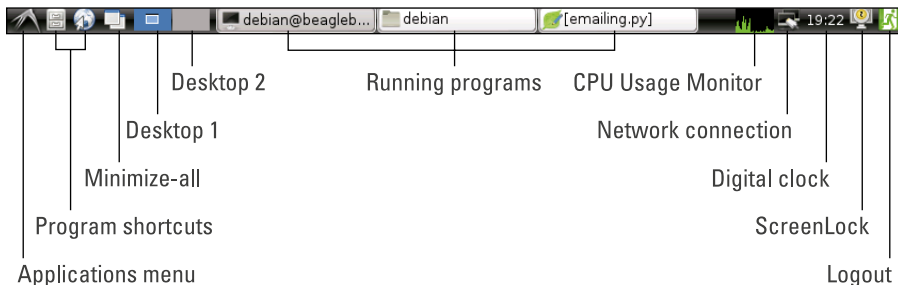 debian@beagleb... debian [emailing.py] 19:22
Desktop 2 Running programs CPU Usage Monitor
Desktop 1 Network connection
Minimize-all Digital clock
Program shortcuts ScreenLock
Applications menu Logout